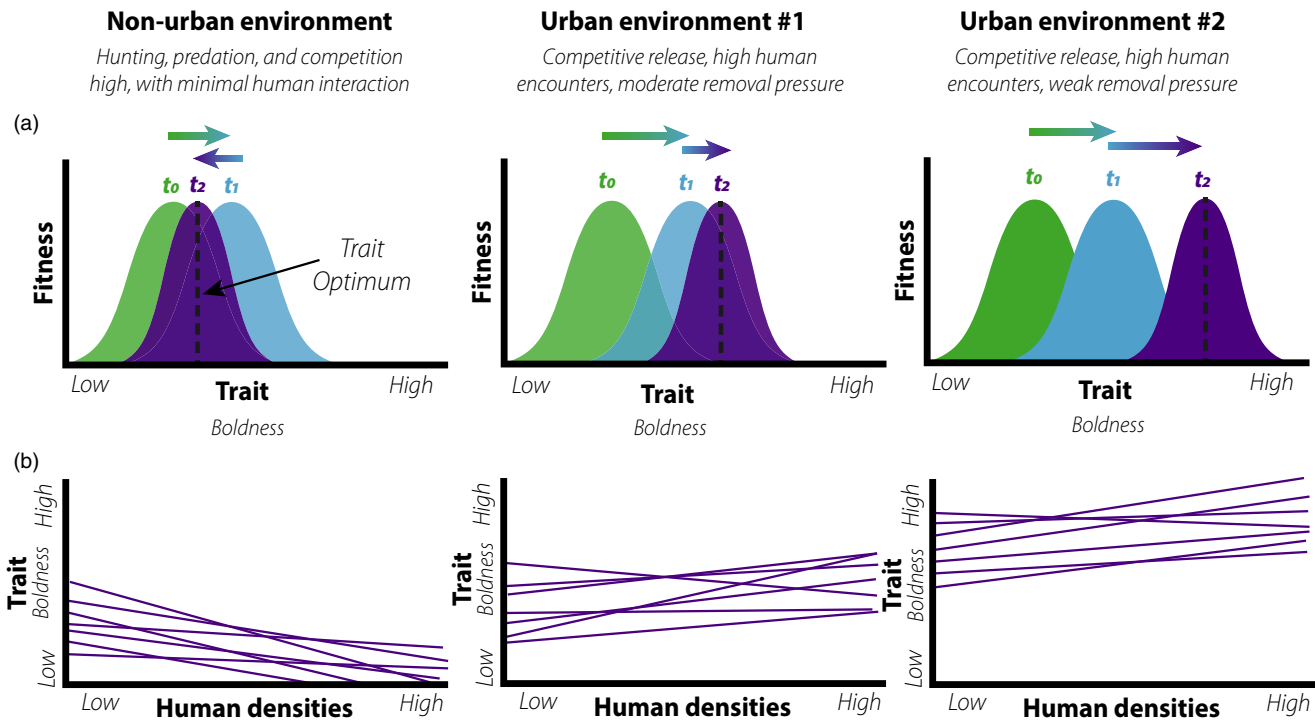 Non-urban environment
Hunting, predation, and competition
high, with minimal human interaction
Urban environment #1
Competitive release, high human
encounters, moderate removal pressure
Urban environment #2
Competitive release, high human
encounters, weak removal pressure
(a)
t0
t2
t1
Trait
Optimum
Fitness
Low
High
Trait
Boldness
t0
t1
t2
Fitness
Low
High
Trait
Boldness
t0
t1
t2
Fitness
Low
High
Trait
Boldness
(b)
Trait
Low
Boldness
High
Low
High
Human densities
Trait
Low
Boldness
High
Low
High
Human densities
Trait
Low
Boldness
High
Low
High
Human densities